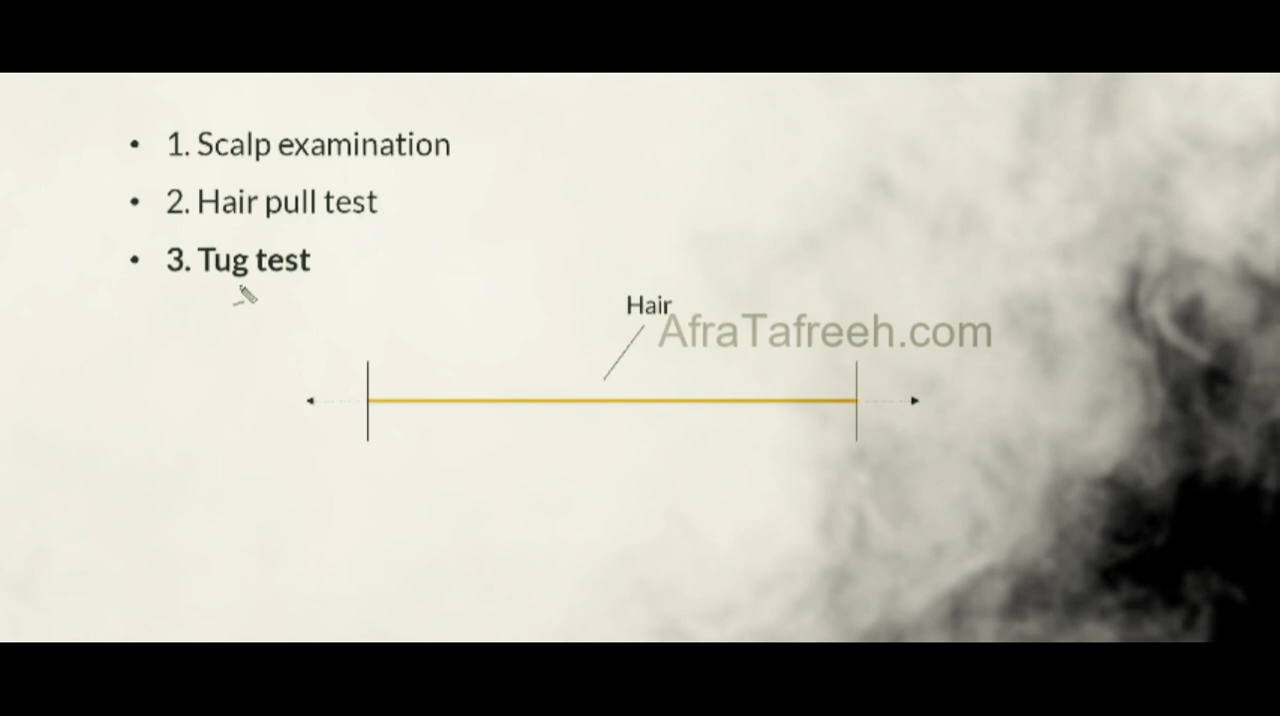 • 1. Scalp examination
• 2. Hair pull test
• 3. Tug test
Hair
AfraTafreeh.com